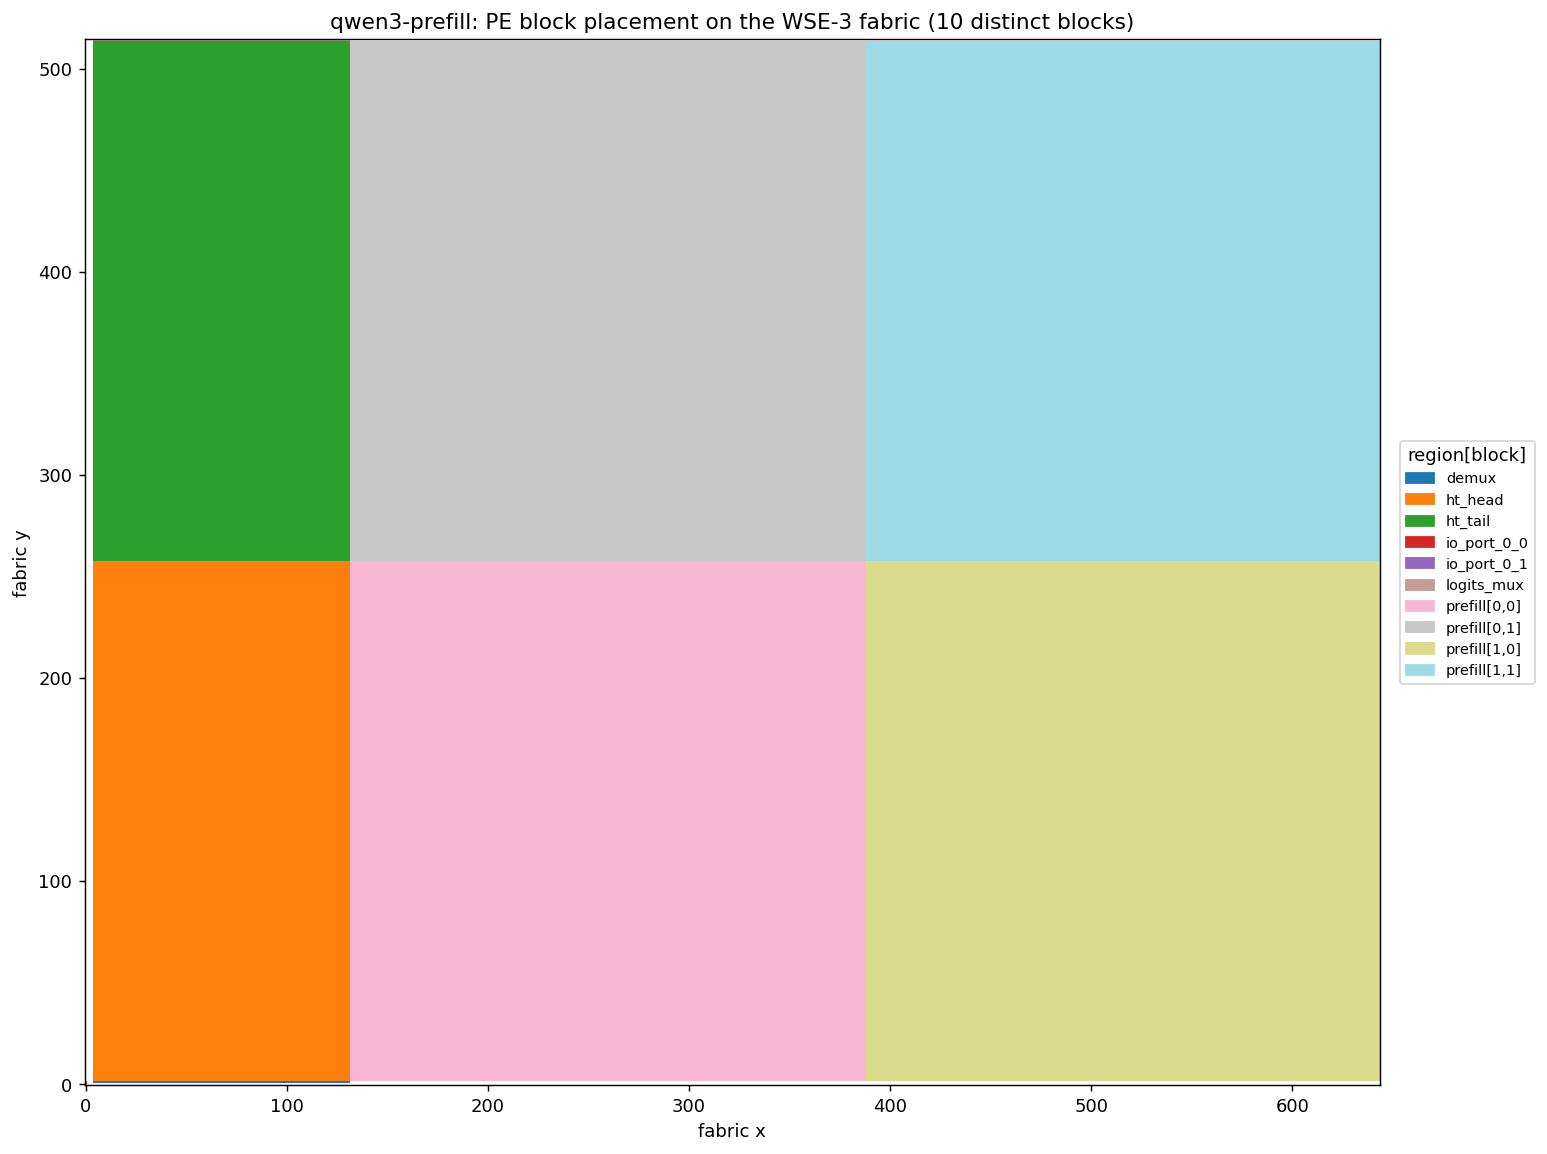 qwen3-prefill: PE block placement on the WSE-3 fabric (10 distinct blocks)
500
400
300
200
100
0
fabric y
0 100 200 300 400 500 600
fabric x
region[block]
demux
ht_head
ht_tail
io_port_0_0
io_port_0_1
logits_mux
prefill[0,0]
prefill[0,1]
prefill[1,0]
prefill[1,1]